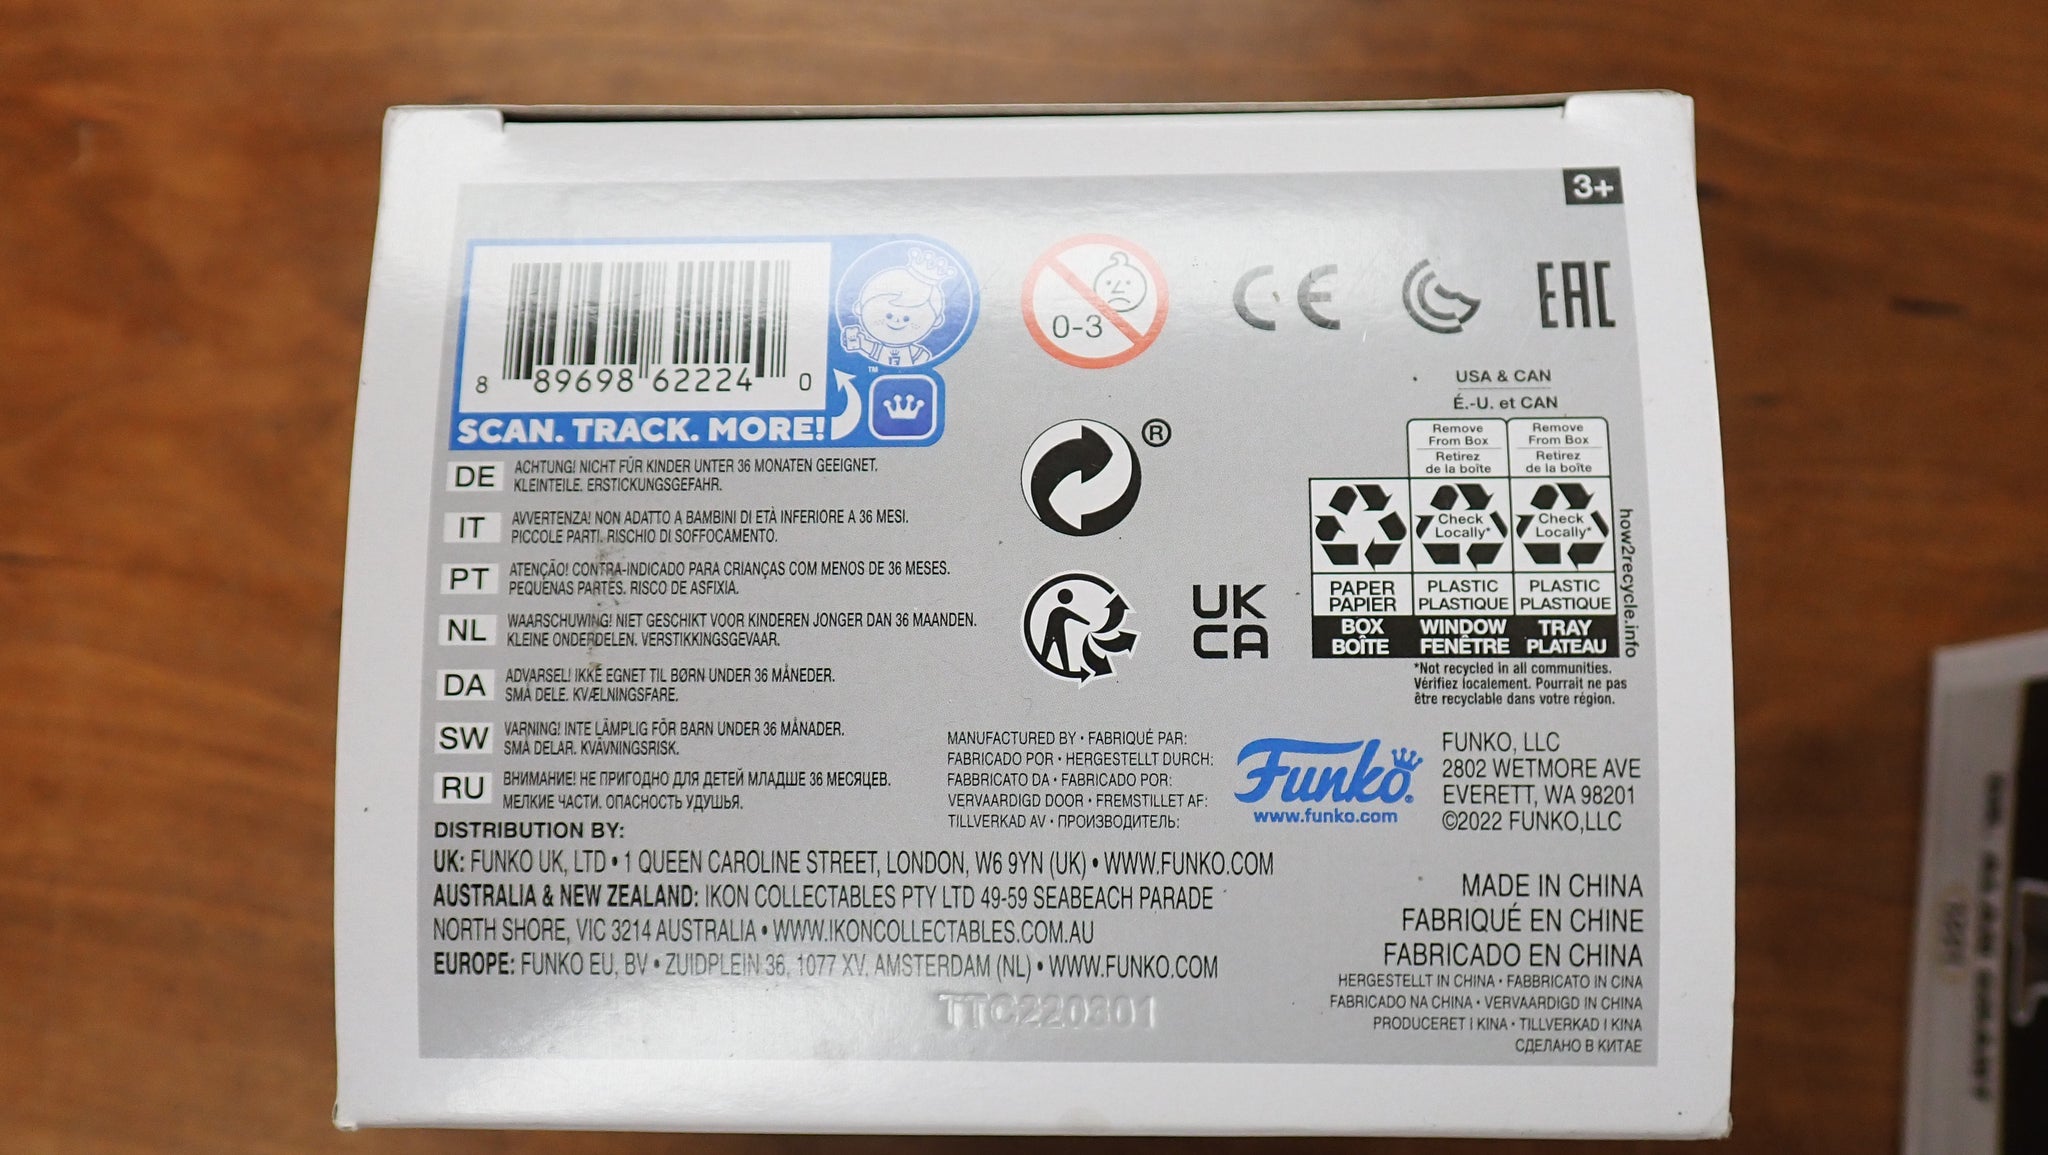 3+
8 89698 62224 0
™
SCAN. TRACK. MORE!
0-3
CE
EAC
USA & CAN
É.-U. et CAN
Remove
From Box
Retirez
de la boîte
Remove
From Box
Retirez
de la boîte
Check
Locally*
Check
Locally*
PAPER
PAPIER
PLASTIC
PLASTIQUE
PLASTIC
PLASTIQUE
BOX
BOÎTE
WINDOW
FENÊTRE
TRAY
PLATEAU
how2recycle.info
*Not recycled in all communities.
Vérifiez localement. Pourrait ne pas
être recyclable dans votre région.
®
UK
CA
DE ACHTUNG! NICHT FÜR KINDER UNTER 36 MONATEN GEEIGNET.
KLEINTEILE. ERSTICKUNGSGEFAHR.
IT AVVERTENZA! NON ADATTO A BAMBINI DI ETÀ INFERIORE A 36 MESI.
PICCOLE PARTI. RISCHIO DI SOFFOCAMENTO.
PT ATENÇÃO! CONTRA-INDICADO PARA CRIANÇAS COM MENOS DE 36 MESES.
PEQUENAS PARTES. RISCO DE ASFIXIA.
NL WAARSCHUWING! NIET GESCHIKT VOOR KINDEREN JONGER DAN 36 MAANDEN.
KLEINE ONDERDELEN. VERSTIKKINGSGEVAAR.
DA ADVARSEL! IKKE EGNET TIL BØRN UNDER 36 MÅNEDER.
SMÅ DELE. KVÆLNINGSFARE.
SW VARNING! INTE LÄMPLIG FÖR BARN UNDER 36 MÅNADER.
SMÅ DELAR. KVÄVNINGSRISK.
RU ВНИМАНИЕ! НЕ ПРИГОДНО ДЛЯ ДЕТЕЙ МЛАДШЕ 36 МЕСЯЦЕВ.
МЕЛКИЕ ЧАСТИ. ОПАСНОСТЬ УДУШЬЯ.
MANUFACTURED BY • FABRIQUÉ PAR:
FABRICADO POR • HERGESTELLT DURCH:
FABBRICATO DA • FABRICADO POR:
VERVAARDIGD DOOR • FREMSTILLET AF:
TILLVERKAD AV • ПРОИЗВОДИТЕЛЬ:
Funko®
www.funko.com
FUNKO, LLC
2802 WETMORE AVE
EVERETT, WA 98201
©2022 FUNKO,LLC
DISTRIBUTION BY:
UK: FUNKO UK, LTD • 1 QUEEN CAROLINE STREET, LONDON, W6 9YN (UK) • WWW.FUNKO.COM
AUSTRALIA & NEW ZEALAND: IKON COLLECTABLES PTY LTD 49-59 SEABEACH PARADE
NORTH SHORE, VIC 3214 AUSTRALIA • WWW.IKONCOLLECTABLES.COM.AU
EUROPE: FUNKO EU, BV • ZUIDPLEIN 36, 1077 XV, AMSTERDAM (NL) • WWW.FUNKO.COM
TTC220301
MADE IN CHINA
FABRIQUÉ EN CHINE
FABRICADO EN CHINA
HERGESTELLT IN CHINA • FABBRICATO IN CINA
FABRICADO NA CHINA • VERVAARDIGD IN CHINA
PRODUCERET I KINA • TILLVERKAD I KINA
СДЕЛАНО В КИТАЕ